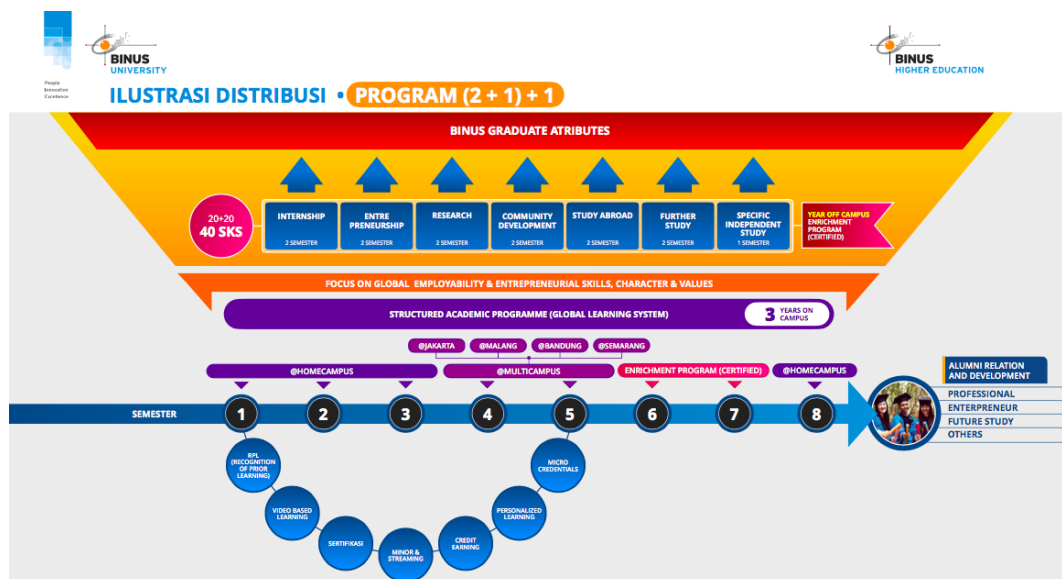 People
Innovation
Excellence
BINUS
UNIVERSITY
BINUS
HIGHER EDUCATION
ILUSTRASI DISTRIBUSI • PROGRAM (2 + 1) + 1
BINUS GRADUATE ATRIBUTES
20+20
40 SKS
INTERNSHIP
2 SEMESTER
ENTRE
PRENEURSHIP
2 SEMESTER
RESEARCH
2 SEMESTER
COMMUNITY
DEVELOPMENT
2 SEMESTER
STUDY ABROAD
2 SEMESTER
FURTHER
STUDY
2 SEMESTER
SPECIFIC
INDEPENDENT
STUDY
1 SEMESTER
YEAR OFF CAMPUS
ENRICHMENT
PROGRAM
(CERTIFIED)
FOCUS ON GLOBAL EMPLOYABILITY & ENTREPRENEURIAL SKILLS, CHARACTER & VALUES
STRUCTURED ACADEMIC PROGRAMME (GLOBAL LEARNING SYSTEM)
3 YEARS ON
CAMPUS
@JAKARTA
@MALANG
@BANDUNG
@SEMARANG
@HOMECAMPUS
@MULTICAMPUS
ENRICHMENT PROGRAM (CERTIFIED)
@HOMECAMPUS
SEMESTER
1
2
3
4
5
6
7
8
ALUMNI RELATION
AND DEVELOPMENT
PROFESSIONAL
ENTERPRENEUR
FUTURE STUDY
OTHERS
RPL
(RECOGNITION
OF PRIOR
LEARNING)
VIDEO BASED
LEARNING
SERTIFIKASI
MINOR &
STREAMING
CREDIT
EARNING
PERSONALIZED
LEARNING
MICRO
CREDENTIALS